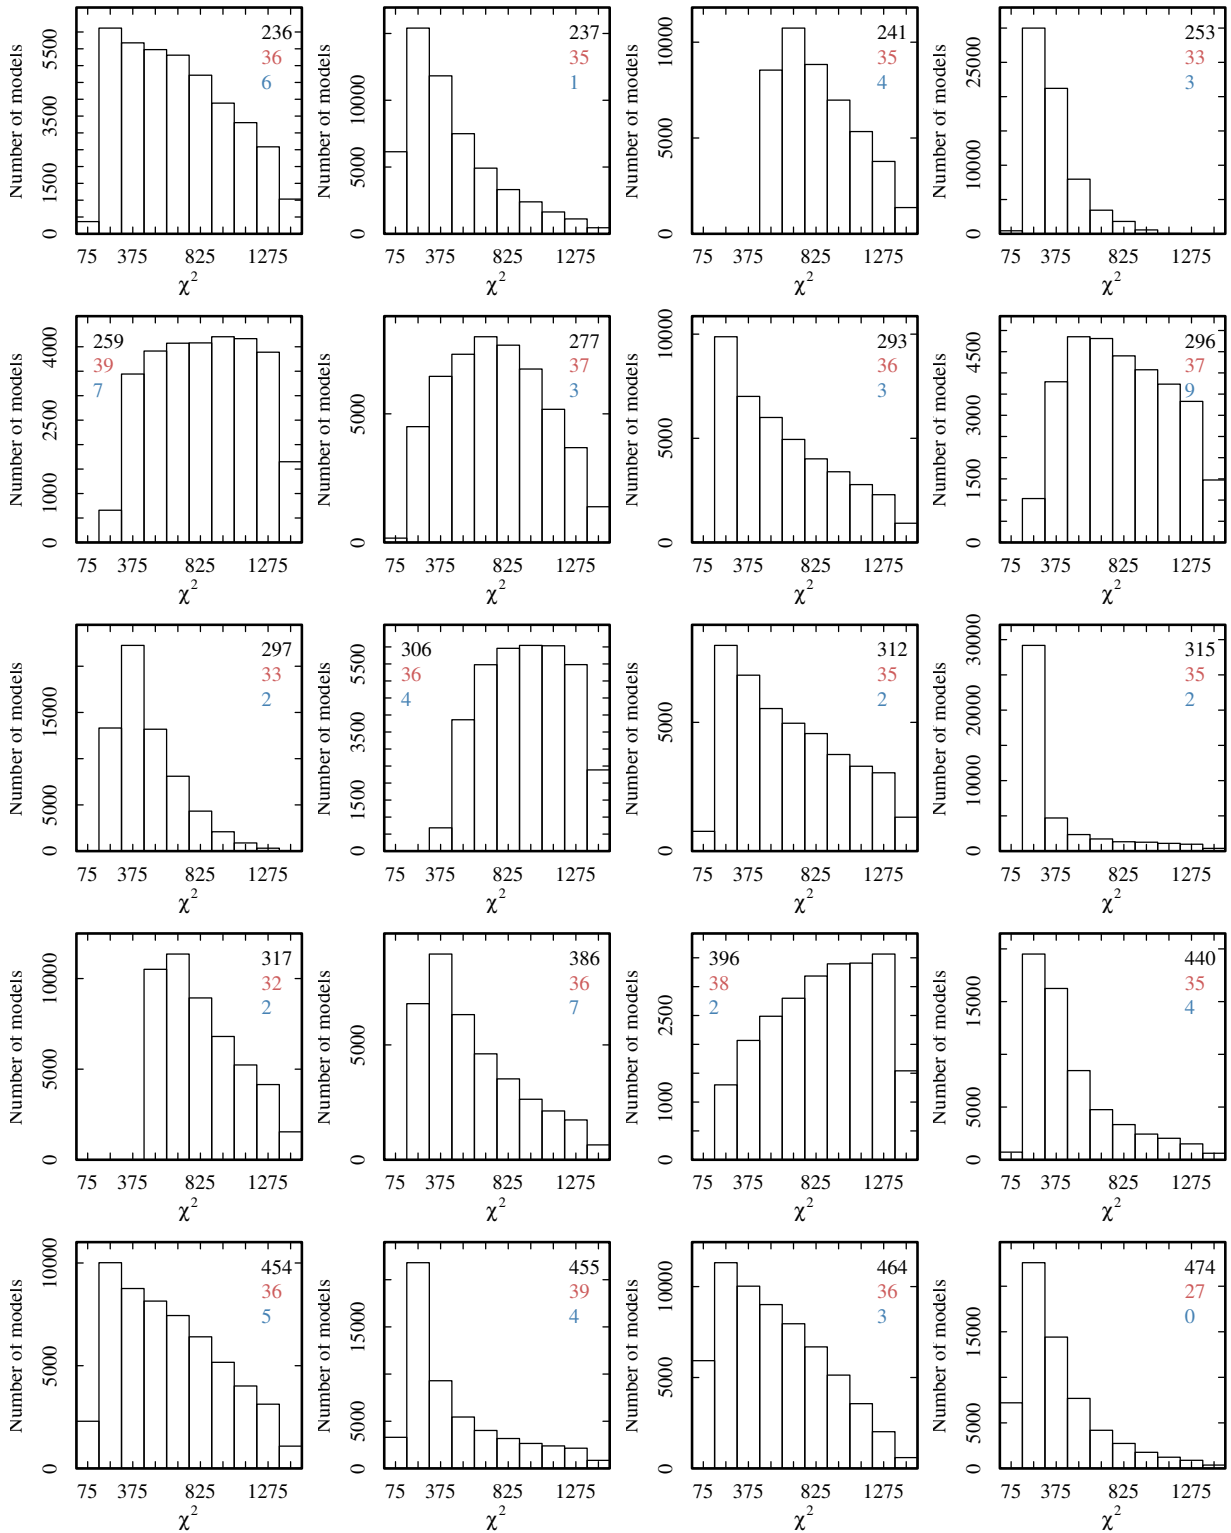 Number of models
0 1500 3500 5500
236
36
6
75 375 825 1275
χ²
Number of models
0 5000 10000
237
35
1
75 375 825 1275
χ²
Number of models
0 5000 10000
241
35
4
75 375 825 1275
χ²
Number of models
0 10000 25000
253
33
3
75 375 825 1275
χ²
Number of models
0 1000 2500 4000
259
39
7
75 375 825 1275
χ²
Number of models
0 5000
277
37
3
75 375 825 1275
χ²
Number of models
0 5000 10000
293
36
3
75 375 825 1275
χ²
Number of models
0 1500 3000 4500
296
37
9
75 375 825 1275
χ²
Number of models
0 5000 15000
297
33
2
75 375 825 1275
χ²
Number of models
0 1500 3500 5500
306
36
4
75 375 825 1275
χ²
Number of models
0 5000
312
35
2
75 375 825 1275
χ²
Number of models
0 10000 20000 30000
315
35
2
75 375 825 1275
χ²
Number of models
0 5000 10000
317
32
2
75 375 825 1275
χ²
Number of models
0 5000
386
36
7
75 375 825 1275
χ²
Number of models
0 1000 2500
396
38
2
75 375 825 1275
χ²
Number of models
0 5000 15000
440
35
4
75 375 825 1275
χ²
Number of models
0 5000 10000
454
36
5
75 375 825 1275
χ²
Number of models
0 5000 15000
455
39
4
75 375 825 1275
χ²
Number of models
0 5000 10000
464
36
3
75 375 825 1275
χ²
Number of models
0 5000 15000
474
27
0
75 375 825 1275
χ²